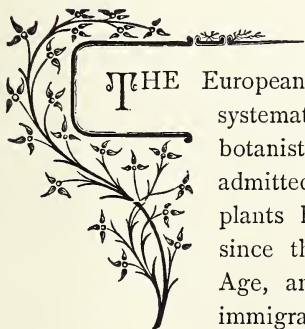 THE European
systemat
botanist
admitted
plants
since th
Age, an
immigra